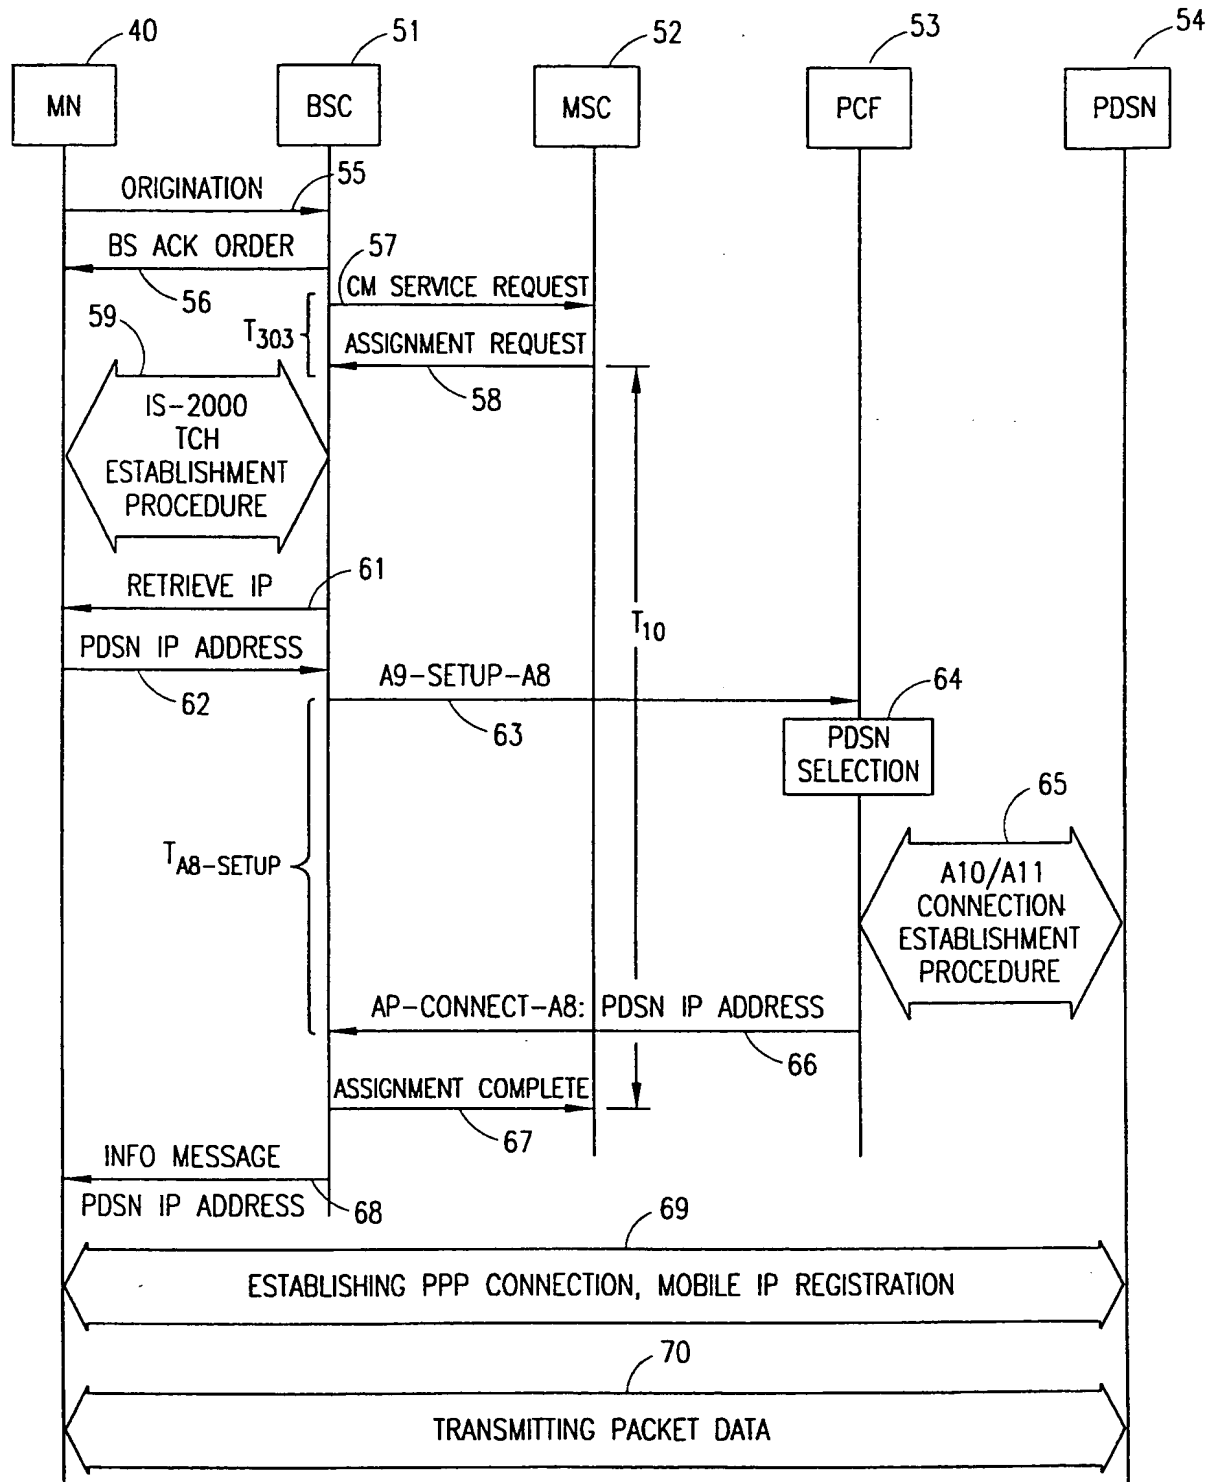 40 51 52 53 54
MN BSC MSC PCF PDSN
ORIGINATION 55
BS ACK ORDER
56
57
CM SERVICE REQUEST
T303
59
ASSIGNMENT REQUEST
58
IS-2000
TCH
ESTABLISHMENT
PROCEDURE
RETRIEVE IP 61
T10
PDSN IP ADDRESS
62
A9-SETUP-A8
63
64
PDSN
SELECTION
65
TA8-SETUP
A10/A11
CONNECTION
ESTABLISHMENT
PROCEDURE
AP-CONNECT-A8: PDSN IP ADDRESS
66
ASSIGNMENT COMPLETE
67
INFO MESSAGE
PDSN IP ADDRESS 68
69
ESTABLISHING PPP CONNECTION, MOBILE IP REGISTRATION
70
TRANSMITTING PACKET DATA